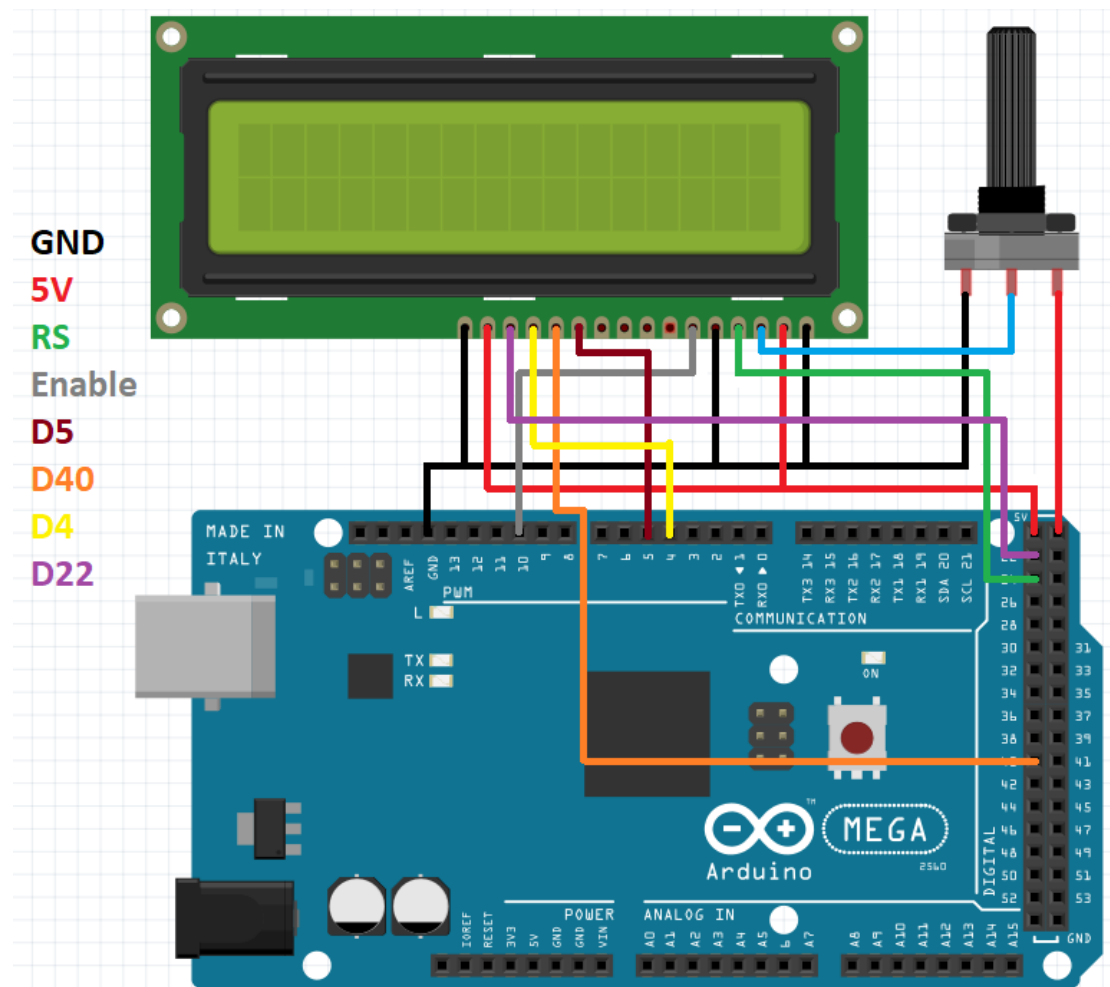 GND
5V
RS
Enable
D5
D40
D4
D22
MADE IN
ITALY
AREF
GND
13
12
11
10
9
8
7
6
5
4
3
2
TX0 ◄ 1
RX0 ► 0
TX3 14
RX3 15
TX2 16
RX2 17
TX1 18
RX1 19
SDA 20
SCL 21
5V
PWM
COMMUNICATION
L
TX
RX
ON
26
28
30 31
32 33
34 35
36 37
38 39
41
42 43
44 45
46 47
48 49
50 51
52 53
DIGITAL
GND
™
MEGA
Arduino
2560
POWER
ANALOG IN
IOREF
RESET
3V3
5V
GND
GND
VIN
A0
A1
A2
A3
A4
A5
6
A7
A8
A9
A10
A11
A12
A13
A14
A15